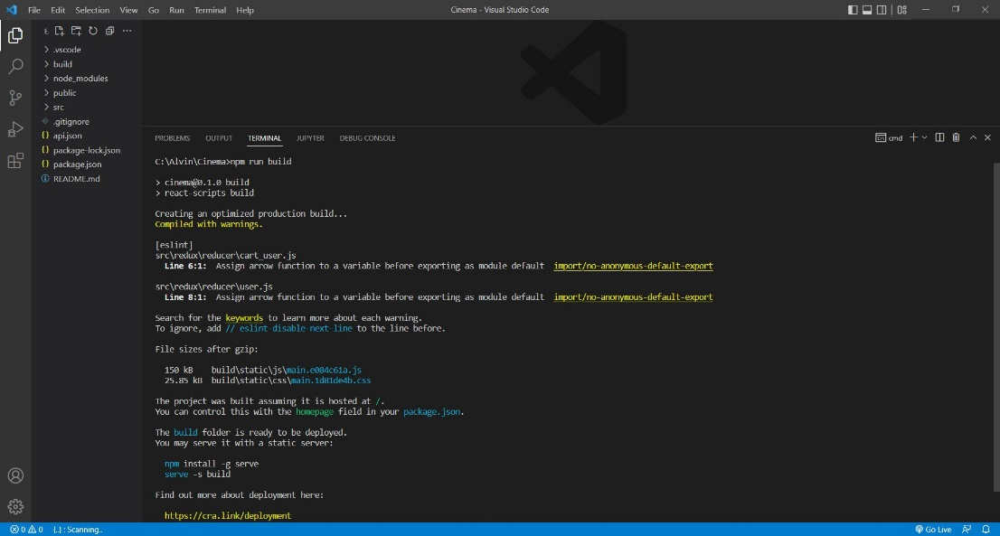 File Edit Selection View Go Run Terminal Help
Cinema - Visual Studio Code
.vscode
build
node_modules
public
src
.gitignore
api.json
package-lock.json
package.json
README.md
PROBLEMS OUTPUT TERMINAL JUPYTER DEBUG CONSOLE
cmd
C:\Alvin\Cinema>npm run build
> cinema@0.1.0 build
> react-scripts build
Creating an optimized production build...
Compiled with warnings.
[eslint]
src\redux\reducer\cart_user.js
Line 6:1: Assign arrow function to a variable before exporting as module default import/no-anonymous-default-export
src\redux\reducer\user.js
Line 8:1: Assign arrow function to a variable before exporting as module default import/no-anonymous-default-export
Search for the keywords to learn more about each warning.
To ignore, add // eslint-disable-next-line to the line before.
File sizes after gzip:
150 kB build\static\js\main.e004c61a.js
25.85 kB build\static\css\main.1d81de4b.css
The project was built assuming it is hosted at /.
You can control this with the homepage field in your package.json.
The build folder is ready to be deployed.
You may serve it with a static server:
npm install -g serve
serve -s build
Find out more about deployment here:
https://cra.link/deployment
0 0 {..} : Scanning..
Go Live